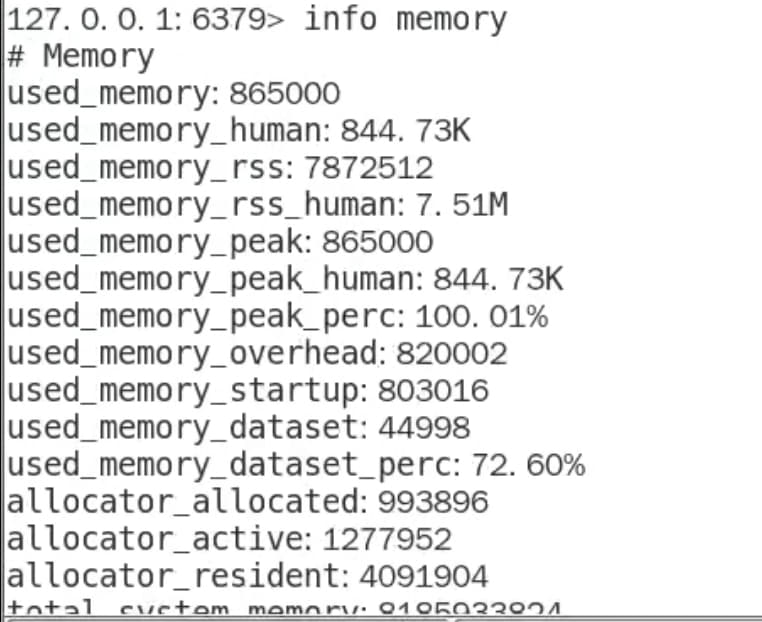 127.0.0.1:6379> info memory
# Memory
used_memory:865000
used_memory_human:844.73K
used_memory_rss:7872512
used_memory_rss_human:7.51M
used_memory_peak:865000
used_memory_peak_human:844.73K
used_memory_peak_perc:100.01%
used_memory_overhead:820002
used_memory_startup:803016
used_memory_dataset:44998
used_memory_dataset_perc:72.60%
allocator_allocated:993896
allocator_active:1277952
allocator_resident:4091904
total_system_memory: